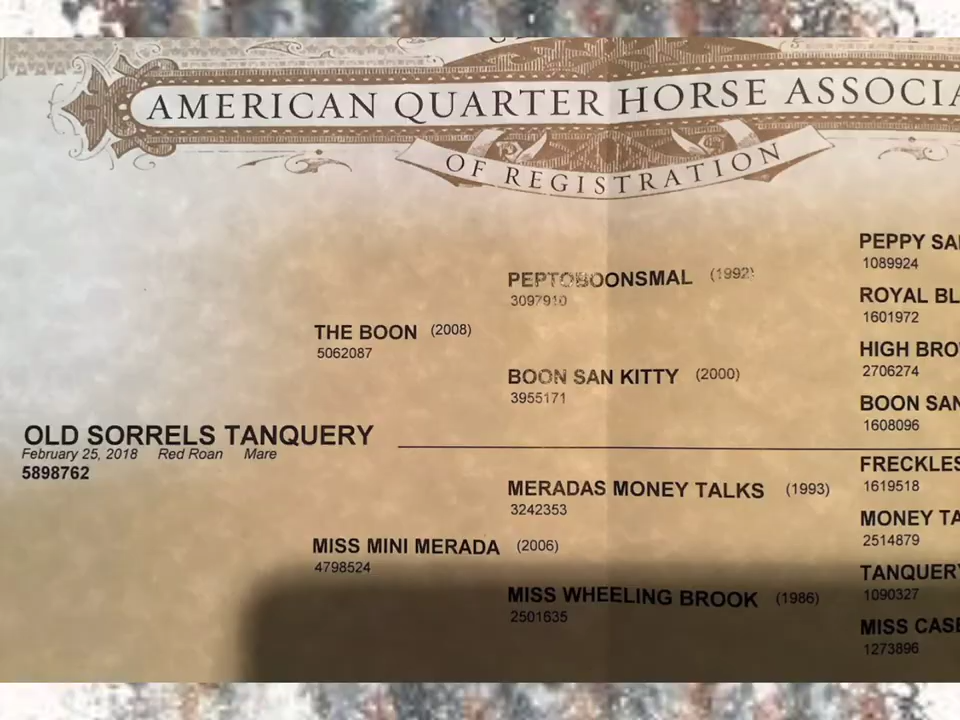 AMERICAN QUARTER HORSE ASSOCIA
OF REGISTRATION
PEPPY SA
1089924
PEPTOBOONSMAL (1992)
3097910
ROYAL BL
1601972
THE BOON (2008)
5062087
HIGH BRO
2706274
BOON SAN KITTY (2000)
3955171
BOON SAN
1608096
OLD SORRELS TANQUERY
February 25, 2018 Red Roan Mare
5898762
FRECKLES
1619518
MERADAS MONEY TALKS (1993)
3242353
MONEY TA
2514879
MISS MINI MERADA (2006)
4798524
TANQUERY
1090327
MISS WHEELING BROOK (1986)
2501635
MISS CASE
1273896